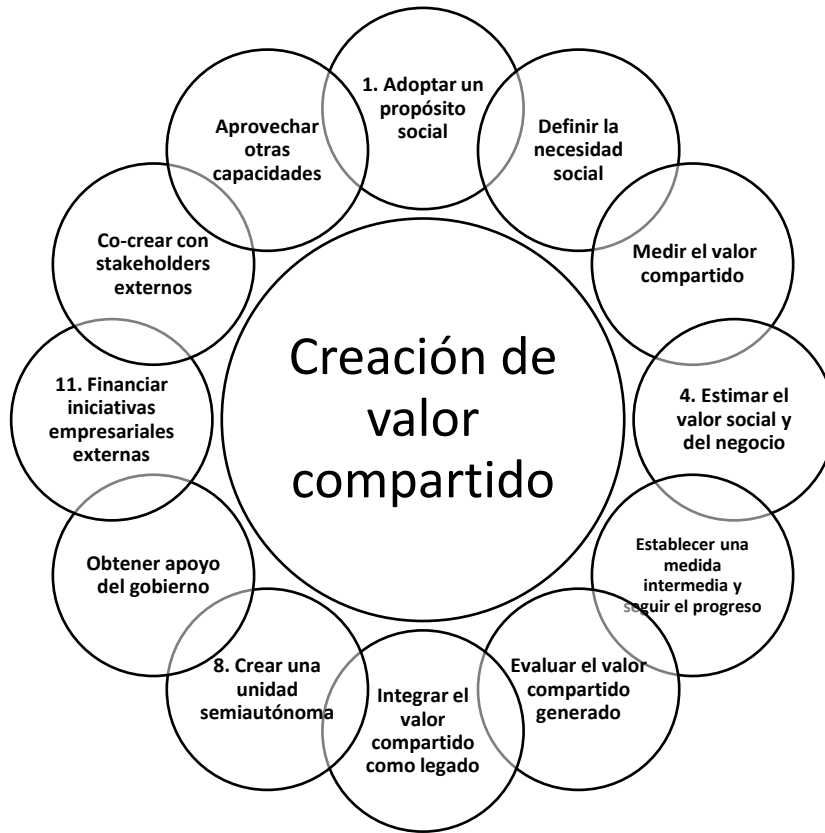 1. Adoptar un
propósito
social
Definir la
necesidad
social
Medir el valor
compartido
4. Estimar el
valor social y
del negocio
Establecer una
medida
intermedia y
seguir el progreso
Evaluar el valor
compartido
generado
Integrar el
valor
compartido
como legado
8. Crear una
unidad
semiautónoma
Obtener apoyo
del gobierno
11. Financiar
iniciativas
empresariales
externas
Co-crear con
stakeholders
externos
Aprovechar
otras
capacidades
Creación de
valor
compartido